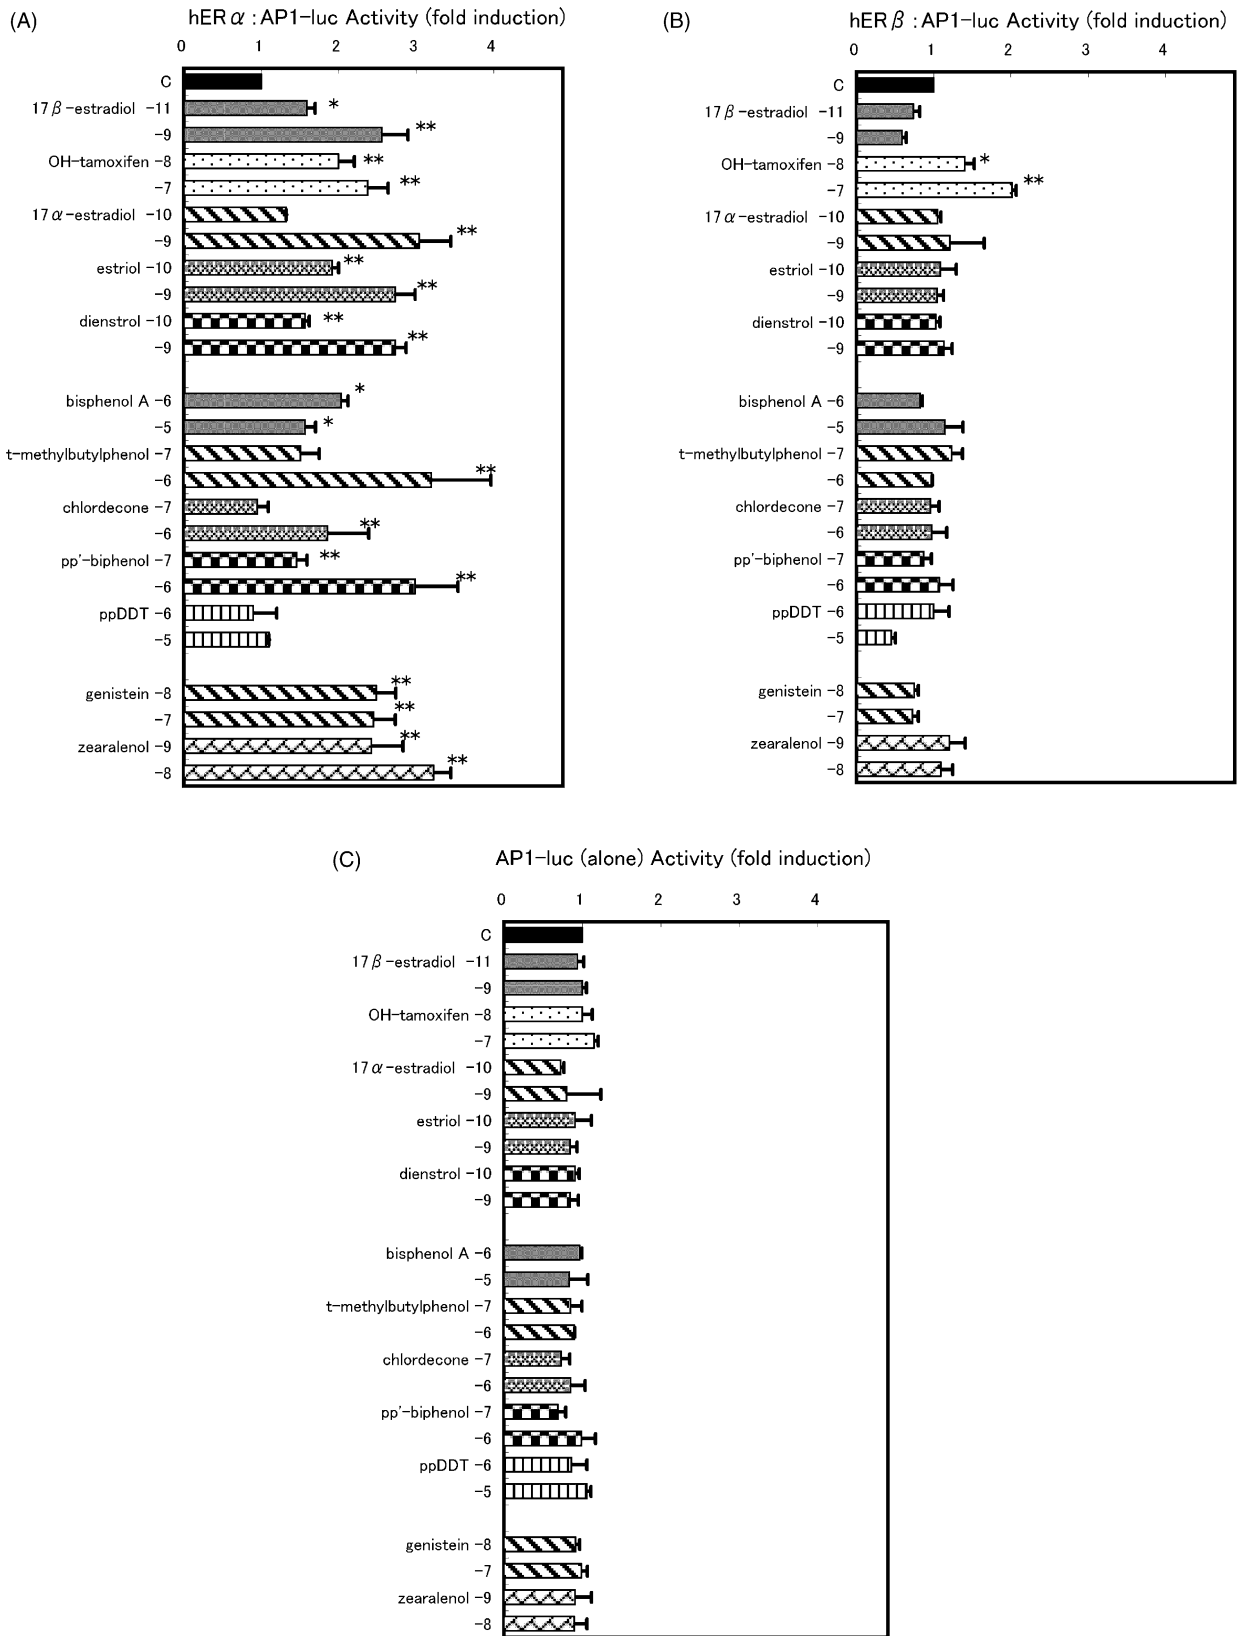 (A) hERα : AP1-luc Activity (fold induction)
0 1 2 3 4
C
17β-estradiol -11 *
-9 **
OH-tamoxifen -8 **
-7 **
17α-estradiol -10
-9 **
estriol -10 **
-9 **
dienstrol -10 **
-9 **
bisphenol A -6 *
-5 *
t-methylbutylphenol -7
-6 **
chlordecone -7
-6 **
pp'-biphenol -7 **
-6 **
ppDDT -6
-5
genistein -8 **
-7 **
zearalenol -9 **
-8 **
(B) hERβ : AP1-luc Activity (fold induction)
0 1 2 3 4
C
17β-estradiol -11
-9
OH-tamoxifen -8 *
-7 **
17α-estradiol -10
-9
estriol -10
-9
dienstrol -10
-9
bisphenol A -6
-5
t-methylbutylphenol -7
-6
chlordecone -7
-6
pp'-biphenol -7
-6
ppDDT -6
-5
genistein -8
-7
zearalenol -9
-8
(C) AP1-luc (alone) Activity (fold induction)
0 1 2 3 4
C
17β-estradiol -11
-9
OH-tamoxifen -8
-7
17α-estradiol -10
-9
estriol -10
-9
dienstrol -10
-9
bisphenol A -6
-5
t-methylbutylphenol -7
-6
chlordecone -7
-6
pp'-biphenol -7
-6
ppDDT -6
-5
genistein -8
-7
zearalenol -9
-8